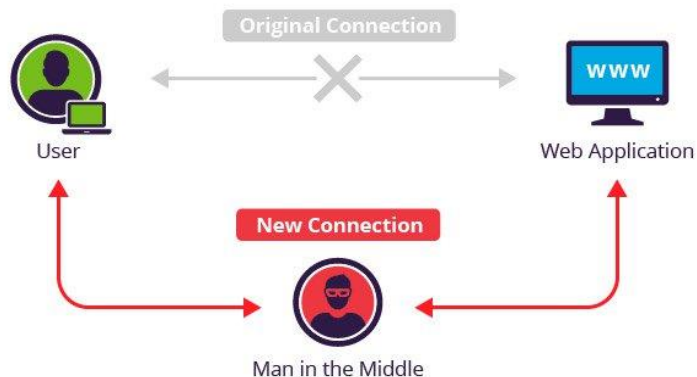 Original Connection
www
User
Web Application
New Connection
Man in the Middle